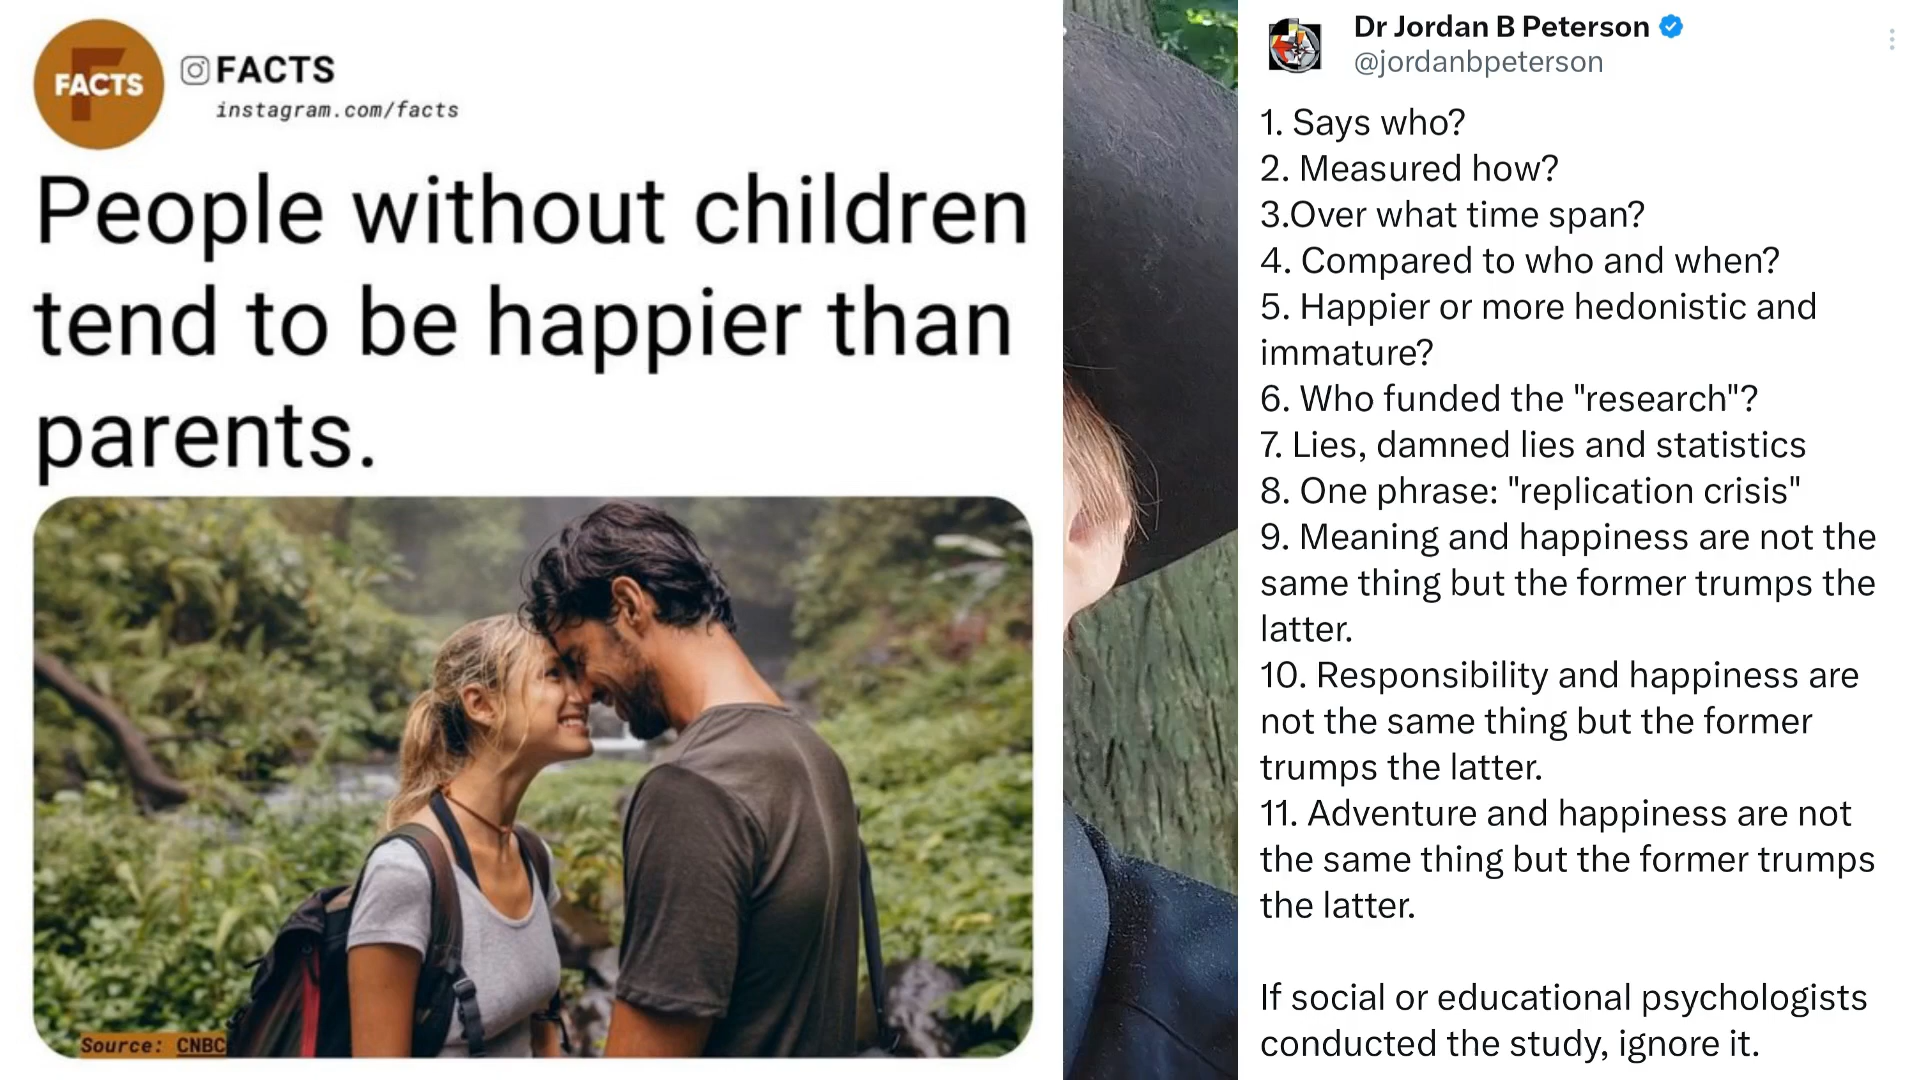 FACTS
FACTS
instagram.com/facts
People without children
tend to be happier than
parents.
Source: CNBC
Dr Jordan B Peterson
@jordanbpeterson
1. Says who?
2. Measured how?
3.Over what time span?
4. Compared to who and when?
5. Happier or more hedonistic and
immature?
6. Who funded the "research"?
7. Lies, damned lies and statistics
8. One phrase: "replication crisis"
9. Meaning and happiness are not the
same thing but the former trumps the
latter.
10. Responsibility and happiness are
not the same thing but the former
trumps the latter.
11. Adventure and happiness are not
the same thing but the former trumps
the latter.
If social or educational psychologists
conducted the study, ignore it.